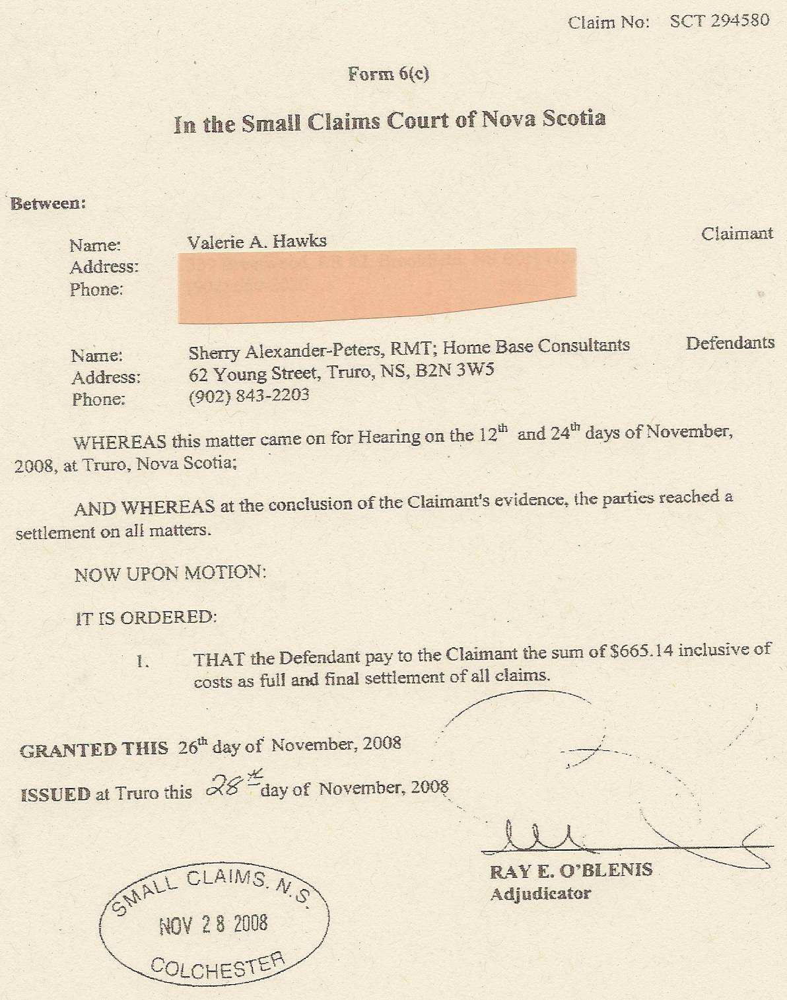 Claim No: SCT 294580
Form 6(c)
In the Small Claims Court of Nova Scotia
Between:
Name: Valerie A. Hawks Claimant
Address:
Phone:
Name: Sherry Alexander-Peters, RMT; Home Base Consultants Defendants
Address: 62 Young Street, Truro, NS, B2N 3W5
Phone: (902) 843-2203
WHEREAS this matter came on for Hearing on the 12th and 24th days of November,
2008, at Truro, Nova Scotia;
AND WHEREAS at the conclusion of the Claimant's evidence, the parties reached a
settlement on all matters.
NOW UPON MOTION:
IT IS ORDERED:
1. THAT the Defendant pay to the Claimant the sum of $665.14 inclusive of
costs as full and final settlement of all claims.
GRANTED THIS 26th day of November, 2008
ISSUED at Truro this 28th day of November, 2008
RAY E. O'BLENIS
Adjudicator
SMALL CLAIMS. N.S.
NOV 28 2008
COLCHESTER